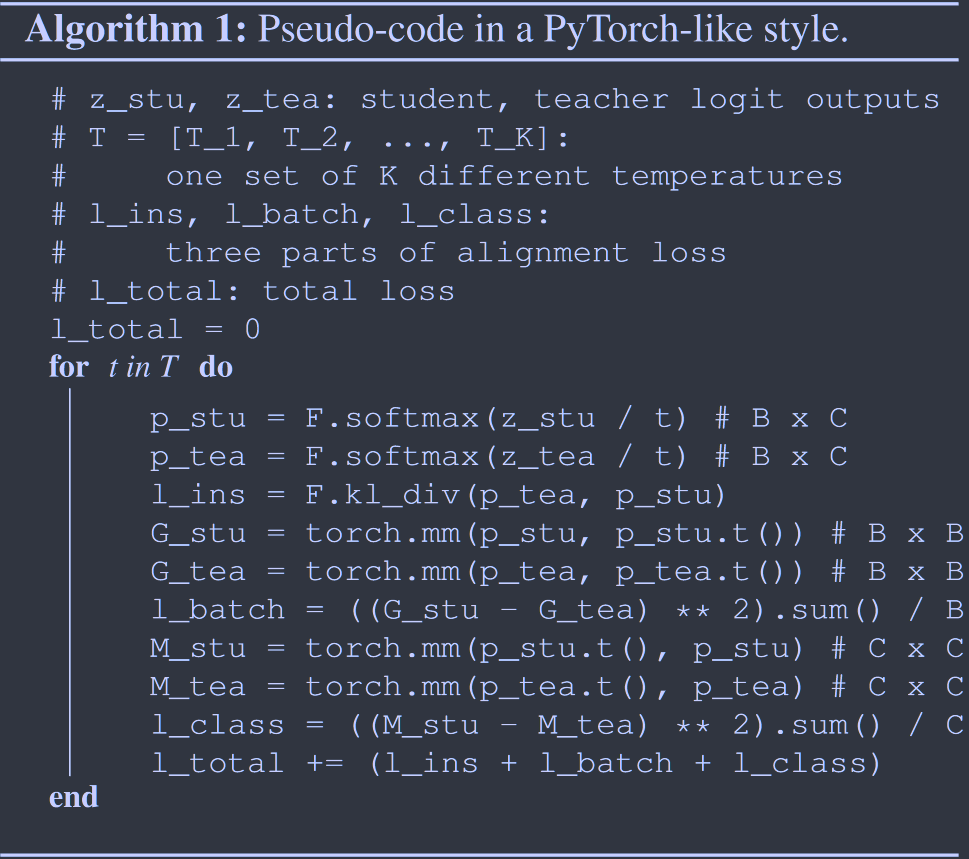 Algorithm 1: Pseudo-code in a PyTorch-like style.
# z_stu, z_tea: student, teacher logit outputs
# T = [T_1, T_2, ..., T_K]:
#     one set of K different temperatures
# l_ins, l_batch, l_class:
#     three parts of alignment loss
# l_total: total loss
l_total = 0
for t in T do
p_stu = F.softmax(z_stu / t) # B x C
p_tea = F.softmax(z_tea / t) # B x C
l_ins = F.kl_div(p_tea, p_stu)
G_stu = torch.mm(p_stu, p_stu.t()) # B x B
G_tea = torch.mm(p_tea, p_tea.t()) # B x B
l_batch = ((G_stu - G_tea) ** 2).sum() / B
M_stu = torch.mm(p_stu.t(), p_stu) # C x C
M_tea = torch.mm(p_tea.t(), p_tea) # C x C
l_class = ((M_stu - M_tea) ** 2).sum() / C
l_total += (l_ins + l_batch + l_class)
end